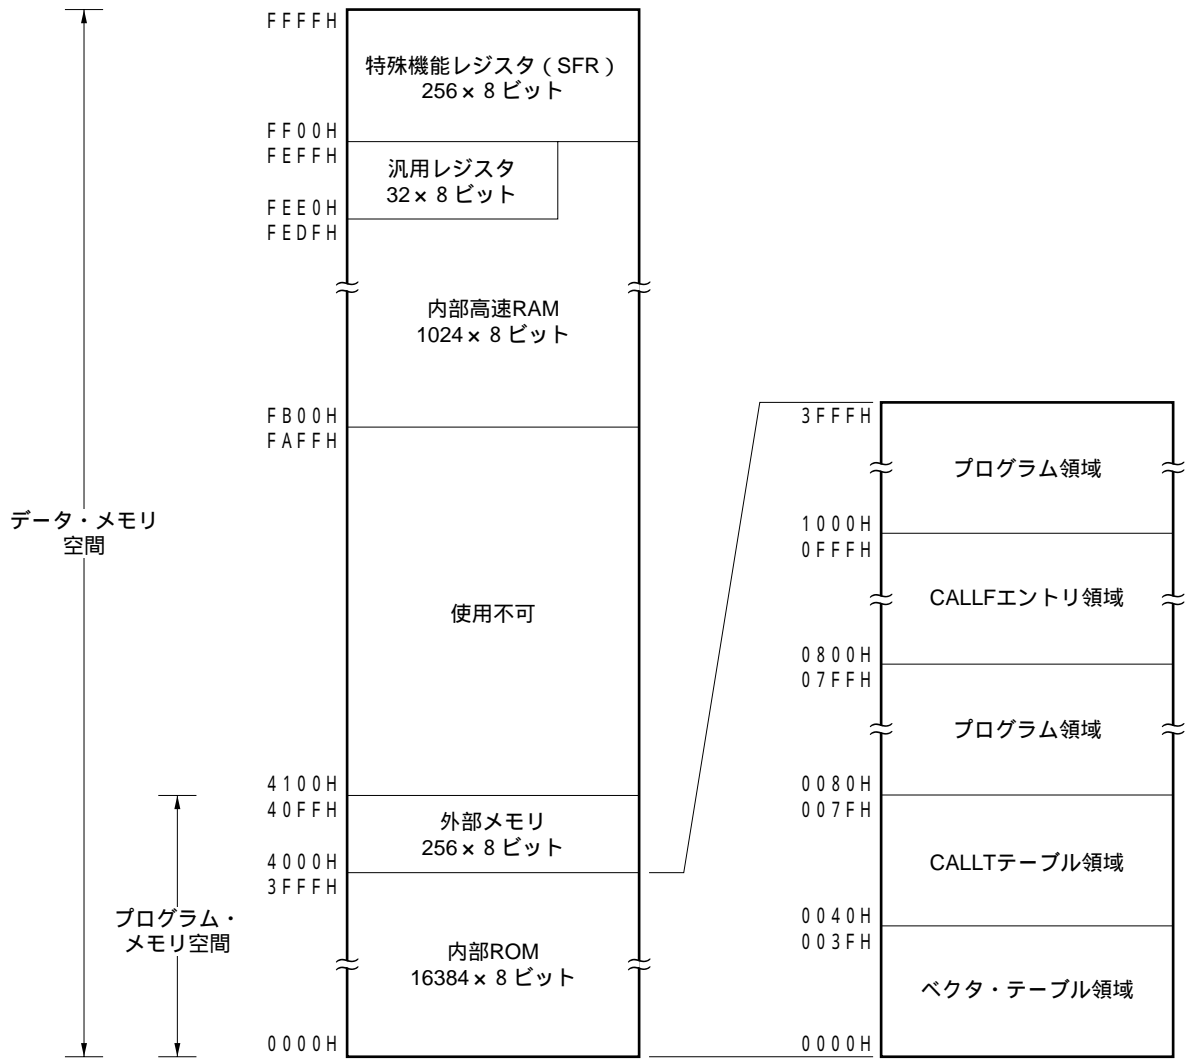 FFFFH
特殊機能レジスタ（SFR）
256×8ビット
FF00H
FEFFH
汎用レジスタ
32×8ビット
FEE0H
FEDFH
内部高速RAM
1024×8ビット
FB00H
FAFFH
データ・メモリ
空間
使用不可
4100H
40FFH
外部メモリ
256×8ビット
4000H
3FFFH
プログラム・
メモリ空間
内部ROM
16384×8ビット
0000H
3FFFH
プログラム領域
1000H
0FFFH
CALLFエントリ領域
0800H
07FFH
プログラム領域
0080H
007FH
CALLTテーブル領域
0040H
003FH
ベクタ・テーブル領域
0000H